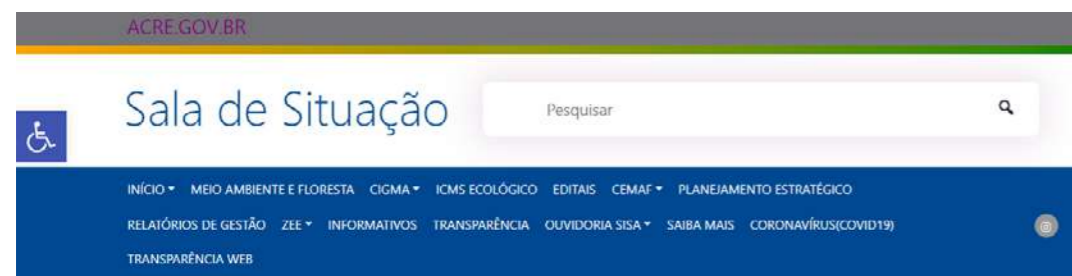 ACRE.GOV.BR
Sala de Situação
Pesquisar
INÍCIO MEIO AMBIENTE E FLORESTA CIGMA ICMS ECOLÓGICO EDITAIS CEMAF PLANEJAMENTO ESTRATÉGICO
RELATÓRIOS DE GESTÃO ZEE INFORMATIVOS TRANSPARÊNCIA OUVIDORIA SISA SAIBA MAIS CORONAVÍRUS(COVID19)
TRANSPARÊNCIA WEB